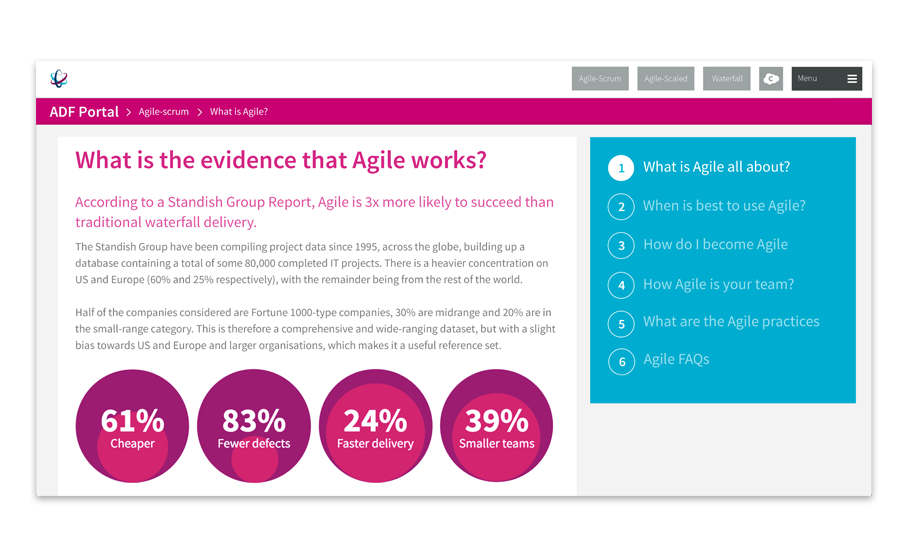 Agile-Scrum
Agile-Scaled
Waterfall
C
Menu
ADF Portal
Agile-scrum
What is Agile?
What is the evidence that Agile works?
According to a Standish Group Report, Agile is 3x more likely to succeed than
traditional waterfall delivery.
The Standish Group have been compiling project data since 1995, across the globe, building up a
database containing a total of some 80,000 completed IT projects. There is a heavier concentration on
US and Europe (60% and 25% respectively), with the remainder being from the rest of the world.
Half of the companies considered are Fortune 1000-type companies, 30% are midrange and 20% are in
the small-range category. This is therefore a comprehensive and wide-ranging dataset, but with a slight
bias towards US and Europe and larger organisations, which makes it a useful reference set.
61%
Cheaper
83%
Fewer defects
24%
Faster delivery
39%
Smaller teams
1 What is Agile all about?
2 When is best to use Agile?
3 How do I become Agile
4 How Agile is your team?
5 What are the Agile practices
6 Agile FAQs